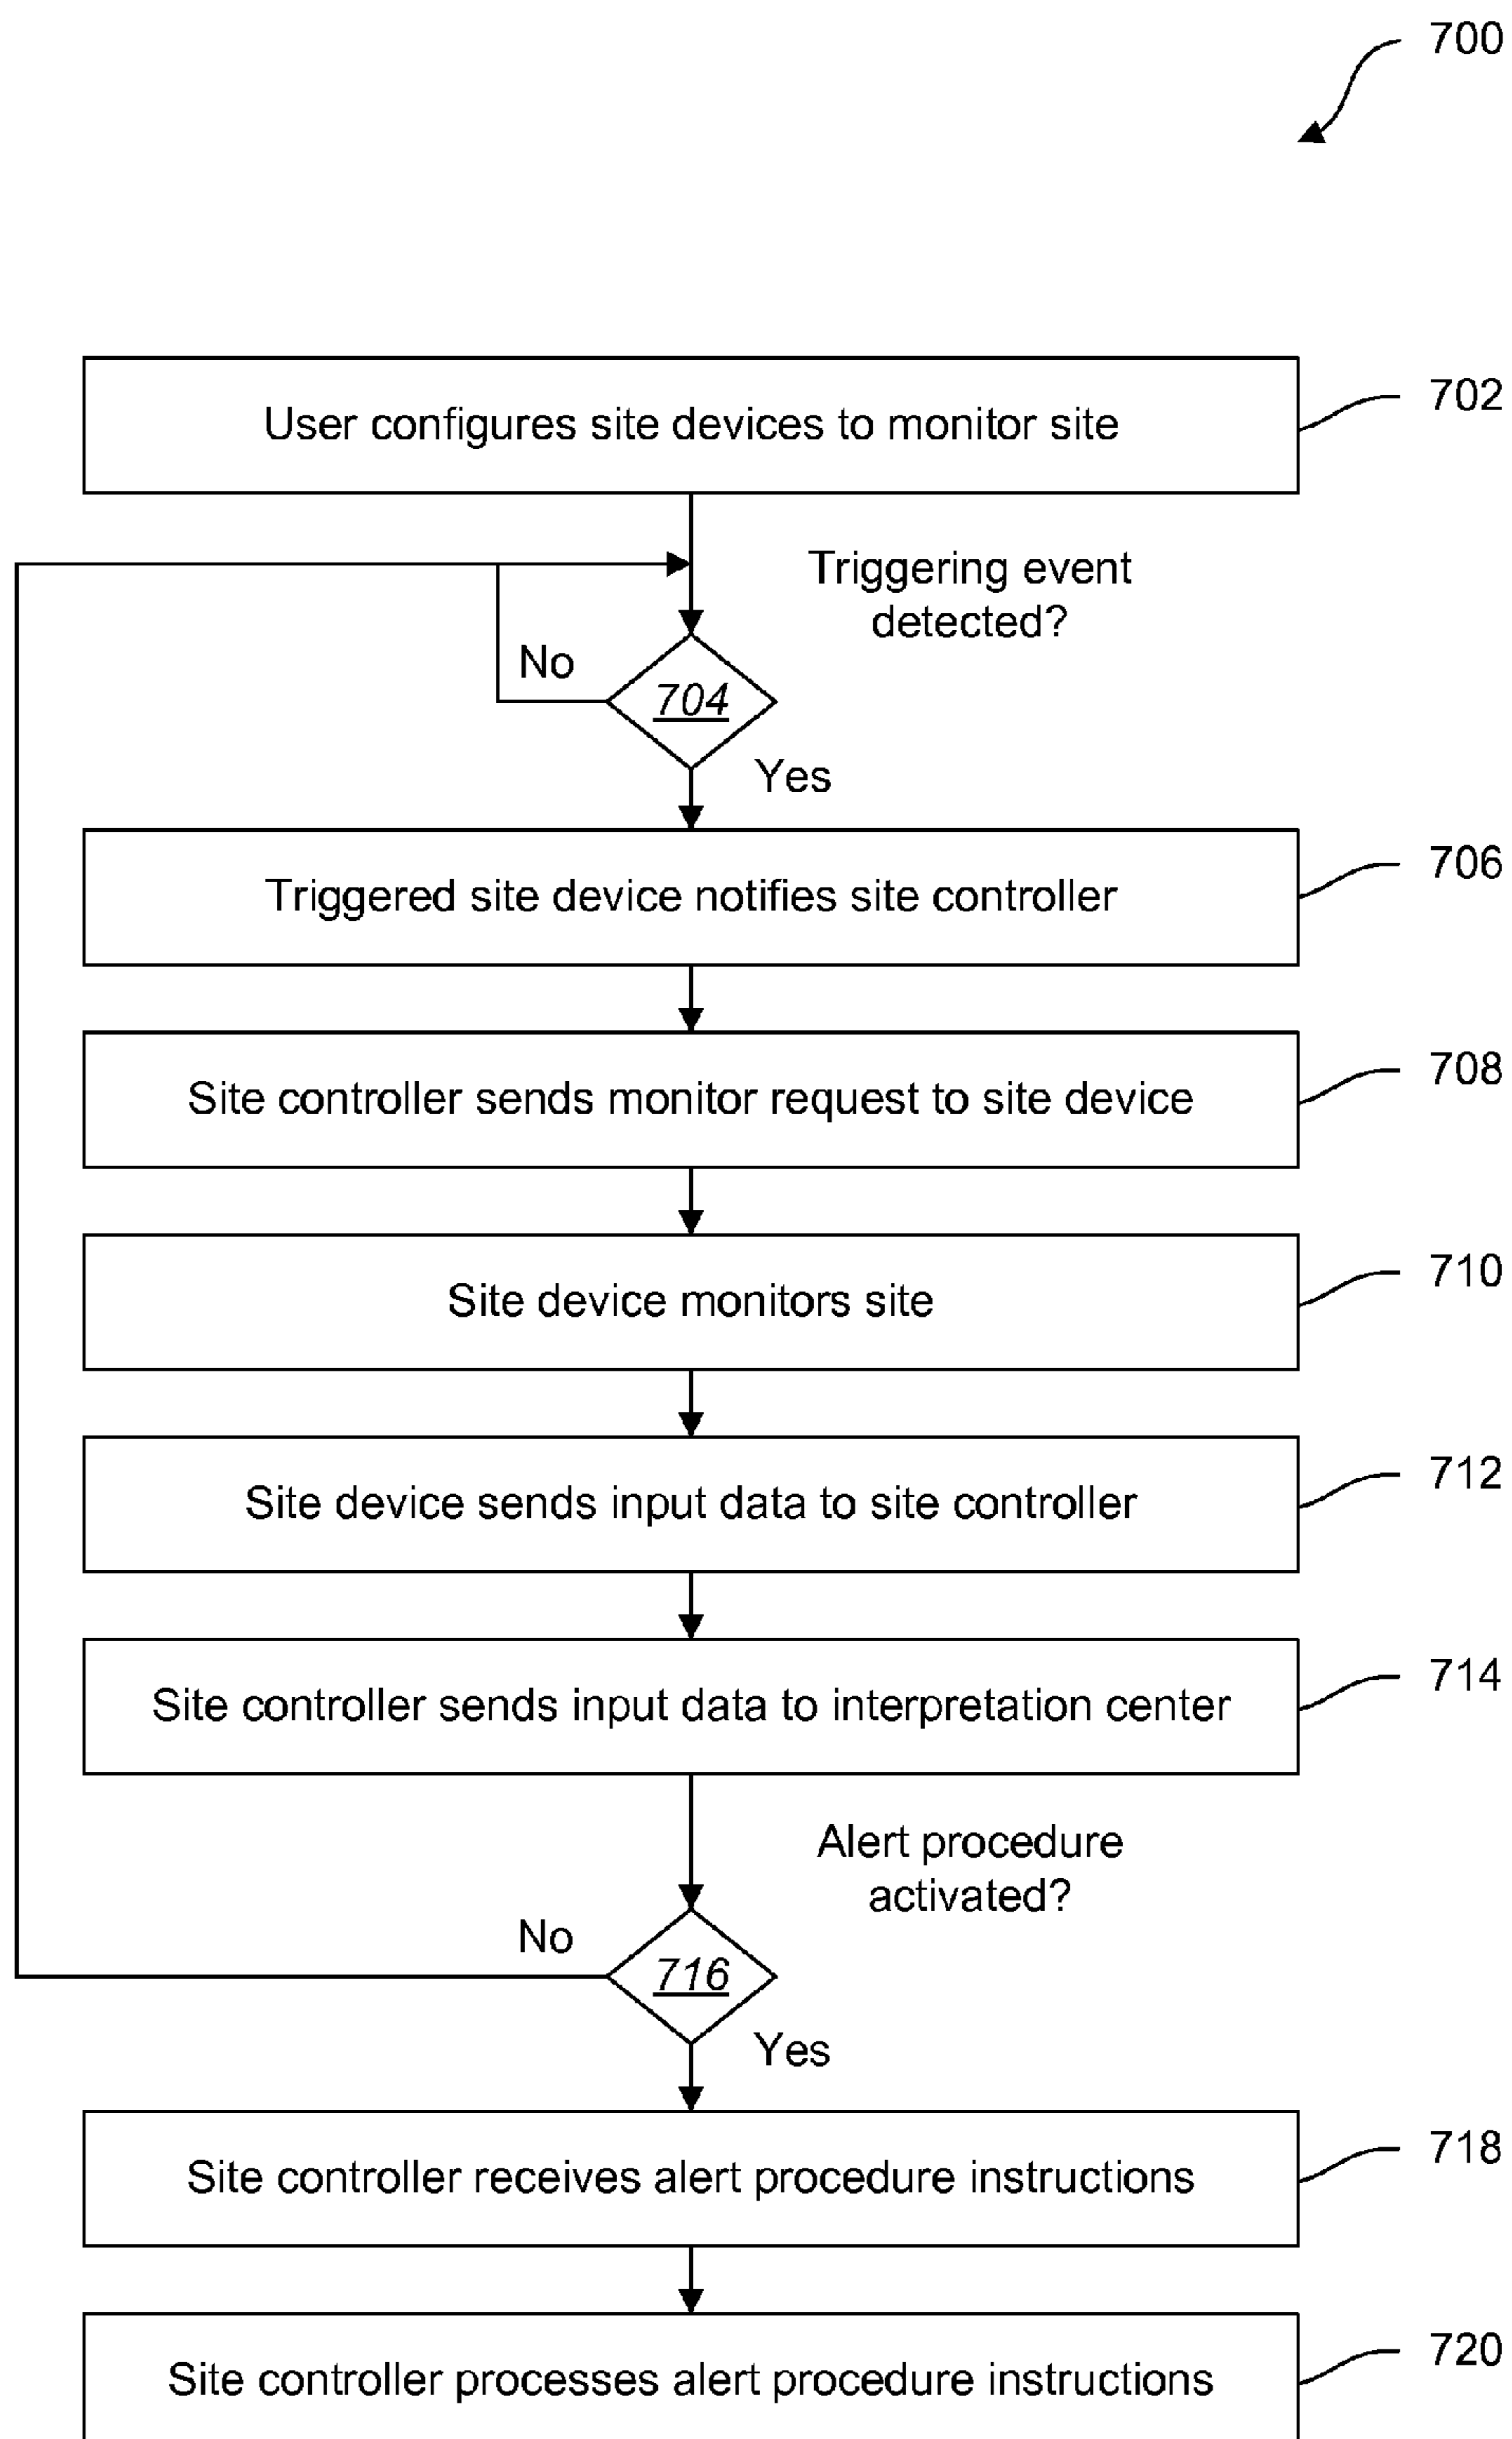 700
User configures site devices to monitor site
702
Triggering event
detected?
No
704
Yes
Triggered site device notifies site controller
706
Site controller sends monitor request to site device
708
Site device monitors site
710
Site device sends input data to site controller
712
Site controller sends input data to interpretation center
714
Alert procedure
activated?
No
716
Yes
Site controller receives alert procedure instructions
718
Site controller processes alert procedure instructions
720